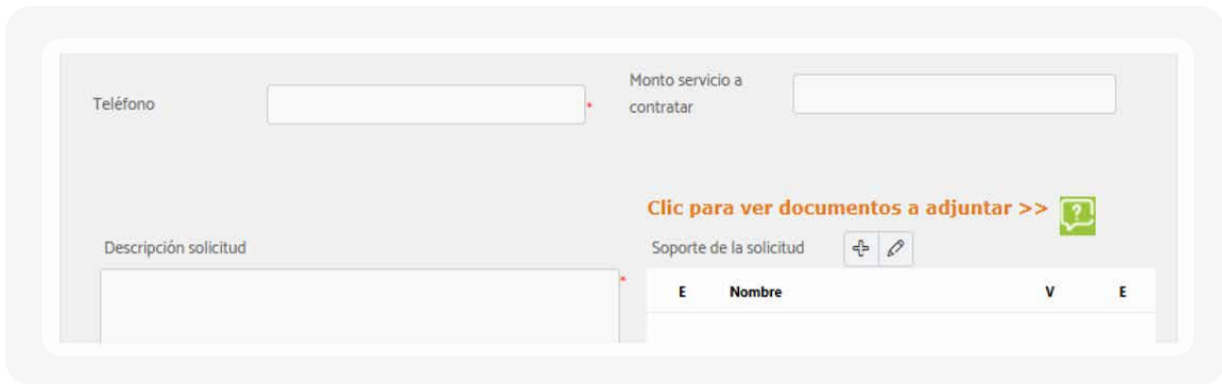 Teléfono
*
Monto servicio a
contratar
Clic para ver documentos a adjuntar >>
?
Descripción solicitud
*
Soporte de la solicitud
E Nombre V E